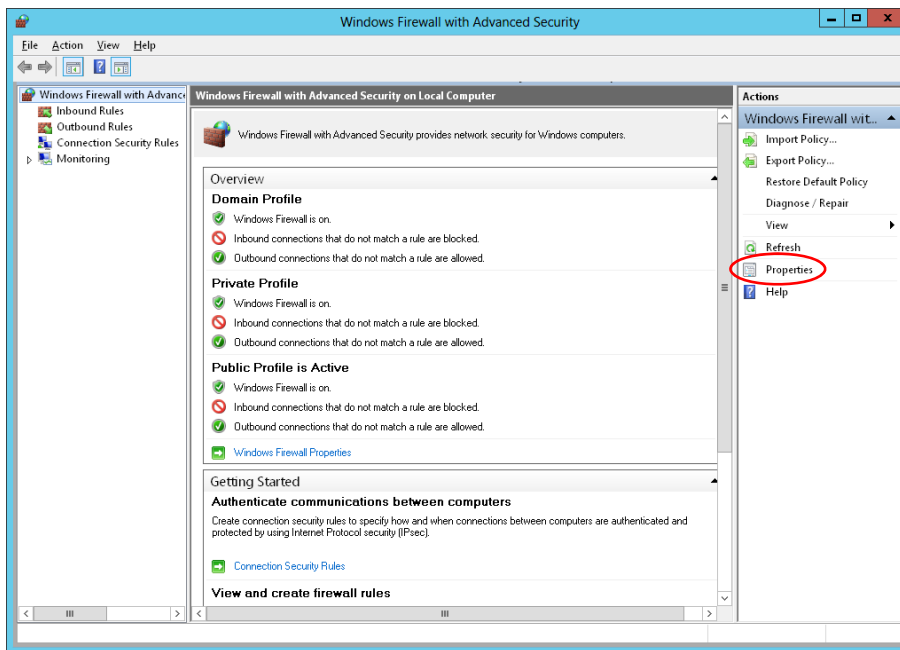 Windows Firewall with Advanced Security
File Action View Help
Windows Firewall with Advance
Inbound Rules
Outbound Rules
Connection Security Rules
Monitoring
Windows Firewall with Advanced Security on Local Computer
Windows Firewall with Advanced Security provides network security for Windows computers.
Overview
Domain Profile
Windows Firewall is on.
Inbound connections that do not match a rule are blocked.
Outbound connections that do not match a rule are allowed.
Private Profile
Windows Firewall is on.
Inbound connections that do not match a rule are blocked.
Outbound connections that do not match a rule are allowed.
Public Profile is Active
Windows Firewall is on.
Inbound connections that do not match a rule are blocked.
Outbound connections that do not match a rule are allowed.
Windows Firewall Properties
Getting Started
Authenticate communications between computers
Create connection security rules to specify how and when connections between computers are authenticated and
protected by using Internet Protocol security (IPsec).
Connection Security Rules
View and create firewall rules
Actions
Windows Firewall wit...
Import Policy...
Export Policy...
Restore Default Policy
Diagnose / Repair
View
Refresh
Properties
Help